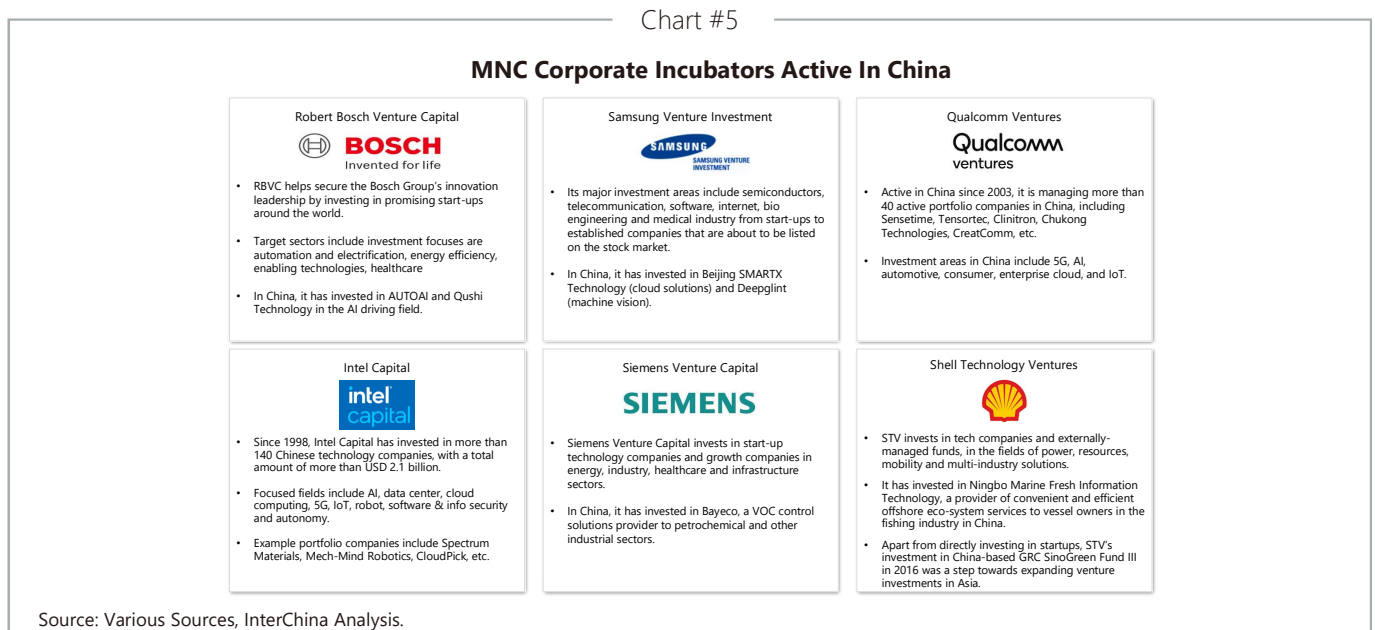 Chart #5
MNC Corporate Incubators Active In China
Robert Bosch Venture Capital
BOSCH
Invented for life
• RBVC helps secure the Bosch Group's innovation
leadership by investing in promising start-ups
around the world.
• Target sectors include investment focuses are
automation and electrification, energy efficiency,
enabling technologies, healthcare
• In China, it has invested in AUTOAI and Qushi
Technology in the AI driving field.
Samsung Venture Investment
SAMSUNG
SAMSUNG VENTURE
INVESTMENT
• Its major investment areas include semiconductors,
telecommunication, software, internet, bio
engineering and medical industry from start-ups to
established companies that are about to be listed
on the stock market.
• In China, it has invested in Beijing SMARTX
Technology (cloud solutions) and Deepglint
(machine vision).
Qualcomm Ventures
Qualcomm
ventures
• Active in China since 2003, it is managing more than
40 active portfolio companies in China, including
Sensetime, Tensortec, Clinitron, Chukong
Technologies, CreatComm, etc.
• Investment areas in China include 5G, AI,
automotive, consumer, enterprise cloud, and IoT.
Intel Capital
intel
capital
• Since 1998, Intel Capital has invested in more than
140 Chinese technology companies, with a total
amount of more than USD 2.1 billion.
• Focused fields include AI, data center, cloud
computing, 5G, IoT, robot, software & info security
and autonomy.
• Example portfolio companies include Spectrum
Materials, Mech-Mind Robotics, CloudPick, etc.
Siemens Venture Capital
SIEMENS
• Siemens Venture Capital invests in start-up
technology companies and growth companies in
energy, industry, healthcare and infrastructure
sectors.
• In China, it has invested in Bayeco, a VOC control
solutions provider to petrochemical and other
industrial sectors.
Shell Technology Ventures
• STV invests in tech companies and externally-
managed funds, in the fields of power, resources,
mobility and multi-industry solutions.
• It has invested in Ningbo Marine Fresh Information
Technology, a provider of convenient and efficient
offshore eco-system services to vessel owners in the
fishing industry in China.
• Apart from directly investing in startups, STV's
investment in China-based GRC SinoGreen Fund III
in 2016 was a step towards expanding venture
investments in Asia.
Source: Various Sources, InterChina Analysis.